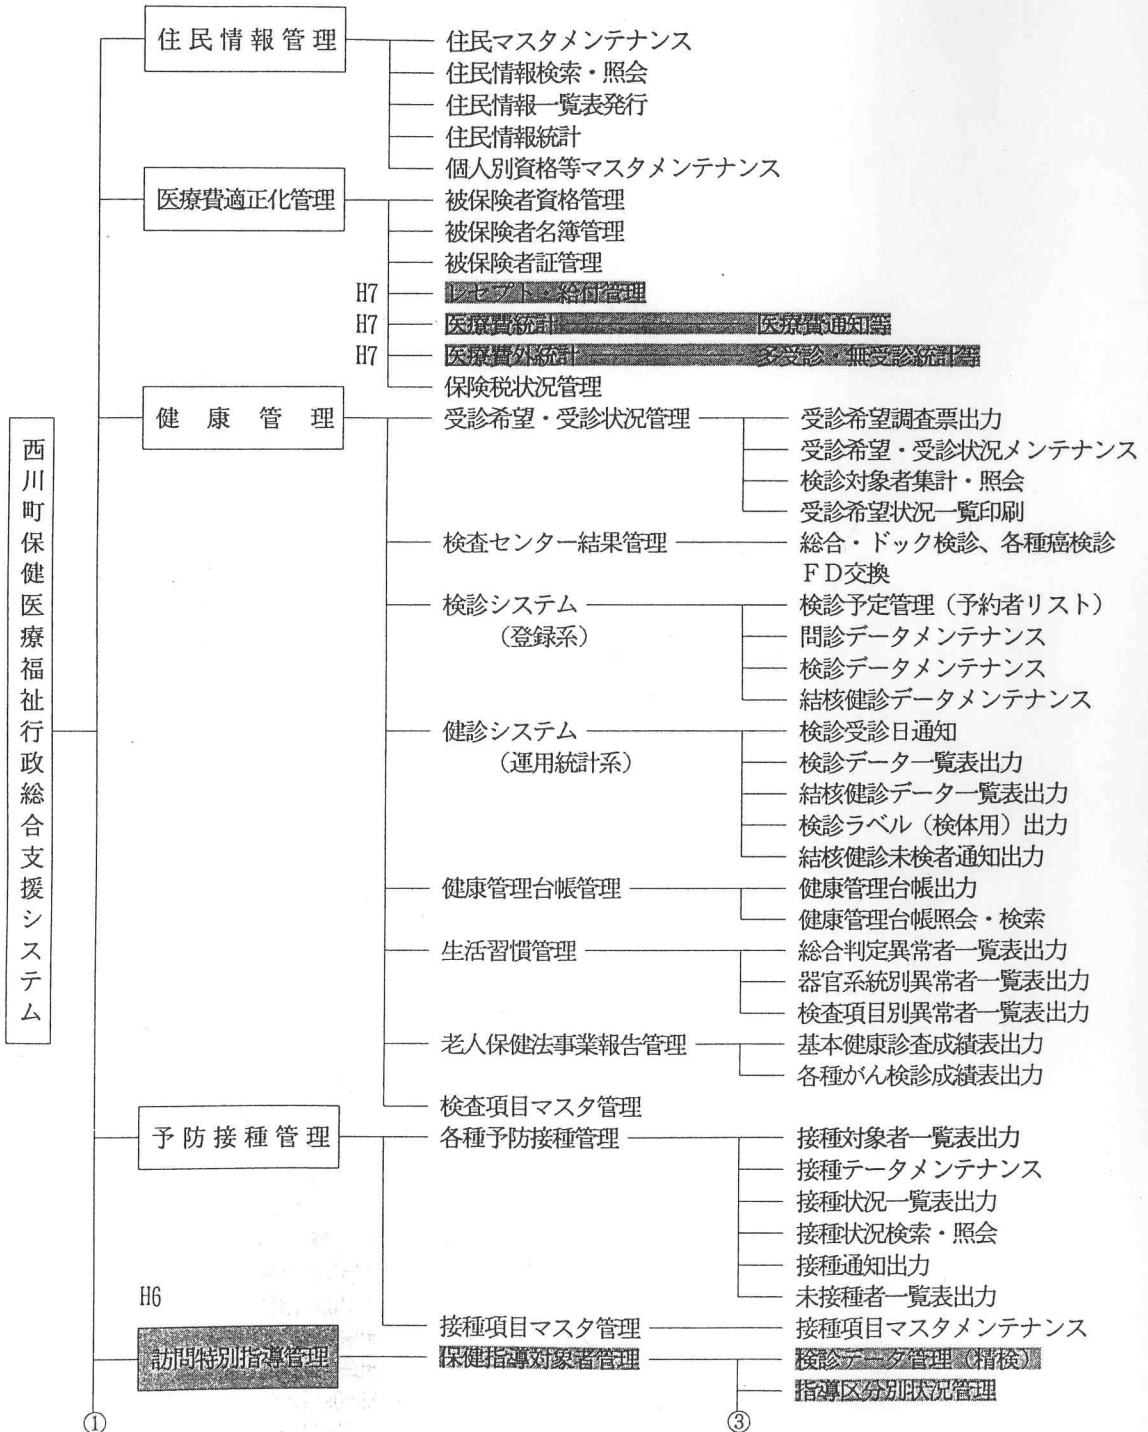 西川町保健医療福祉行政総合支援システム
住民情報管理
住民マスタメンテナンス
住民情報検索・照会
住民情報一覧表発行
住民情報統計
個人別資格等マスタメンテナンス
医療費適正化管理
被保険者資格管理
被保険者名簿管理
被保険者証管理
H7 レセプト・給付管理
H7 医療費統計 医療費通知等
H7 医療費外統計 多受診・無受診統計等
保険税状況管理
健康管理
受診希望・受診状況管理
受診希望調査票出力
受診希望・受診状況メンテナンス
検診対象者集計・照会
受診希望状況一覧印刷
検査センター結果管理
総合・ドック検診、各種癌検診
ＦＤ交換
検診システム
（登録系）
検診予定管理（予約者リスト）
問診データメンテナンス
検診データメンテナンス
結核健診データメンテナンス
健診システム
（運用統計系）
検診受診日通知
検診データ一覧表出力
結核健診データ一覧表出力
検診ラベル（検体用）出力
結核健診未検者通知出力
健康管理台帳管理
健康管理台帳出力
健康管理台帳照会・検索
生活習慣管理
総合判定異常者一覧表出力
器官系統別異常者一覧表出力
検査項目別異常者一覧表出力
老人保健法事業報告管理
基本健康診査成績表出力
各種がん検診成績表出力
検査項目マスタ管理
予防接種管理
各種予防接種管理
接種対象者一覧表出力
接種テータメンテナンス
接種状況一覧表出力
接種状況検索・照会
接種通知出力
未接種者一覧表出力
接種項目マスタ管理
接種項目マスタメンテナンス
H6
訪問特別指導管理
保健指導対象者管理
検診データ管理（精検）
指導区分別状況管理
①
③